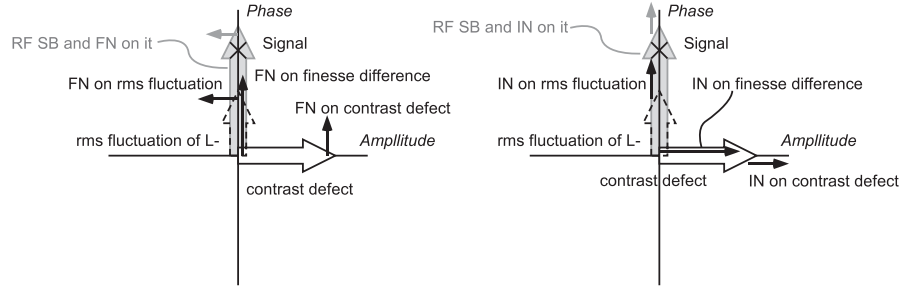 Phase
RF SB and FN on it
Signal
FN on rms fluctuation
FN on finesse difference
FN on contrast defect
rms fluctuation of L-
Ampllitude
contrast defect
Phase
RF SB and IN on it
Signal
IN on rms fluctuation
IN on finesse difference
rms fluctuation of L-
Ampllitude
contrast defect
IN on contrast defect